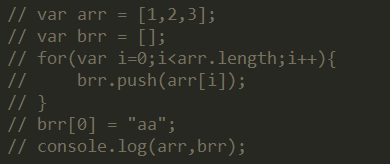 // var arr = [1,2,3];
// var brr = [];
// for(var i=0;i<arr.length;i++){
//     brr.push(arr[i]);
// }
// brr[0] = "aa";
// console.log(arr,brr);